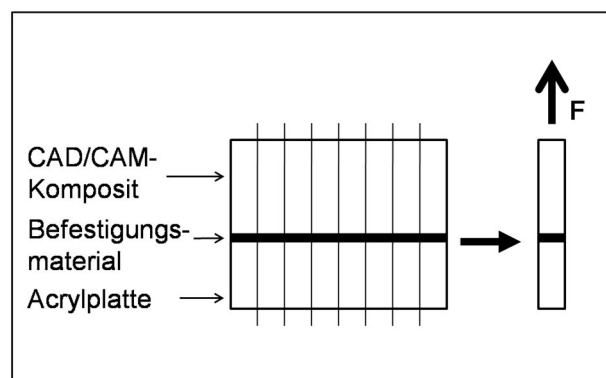 CAD/CAM-
Komposit
Befestigungs-
material
Acrylplatte
F